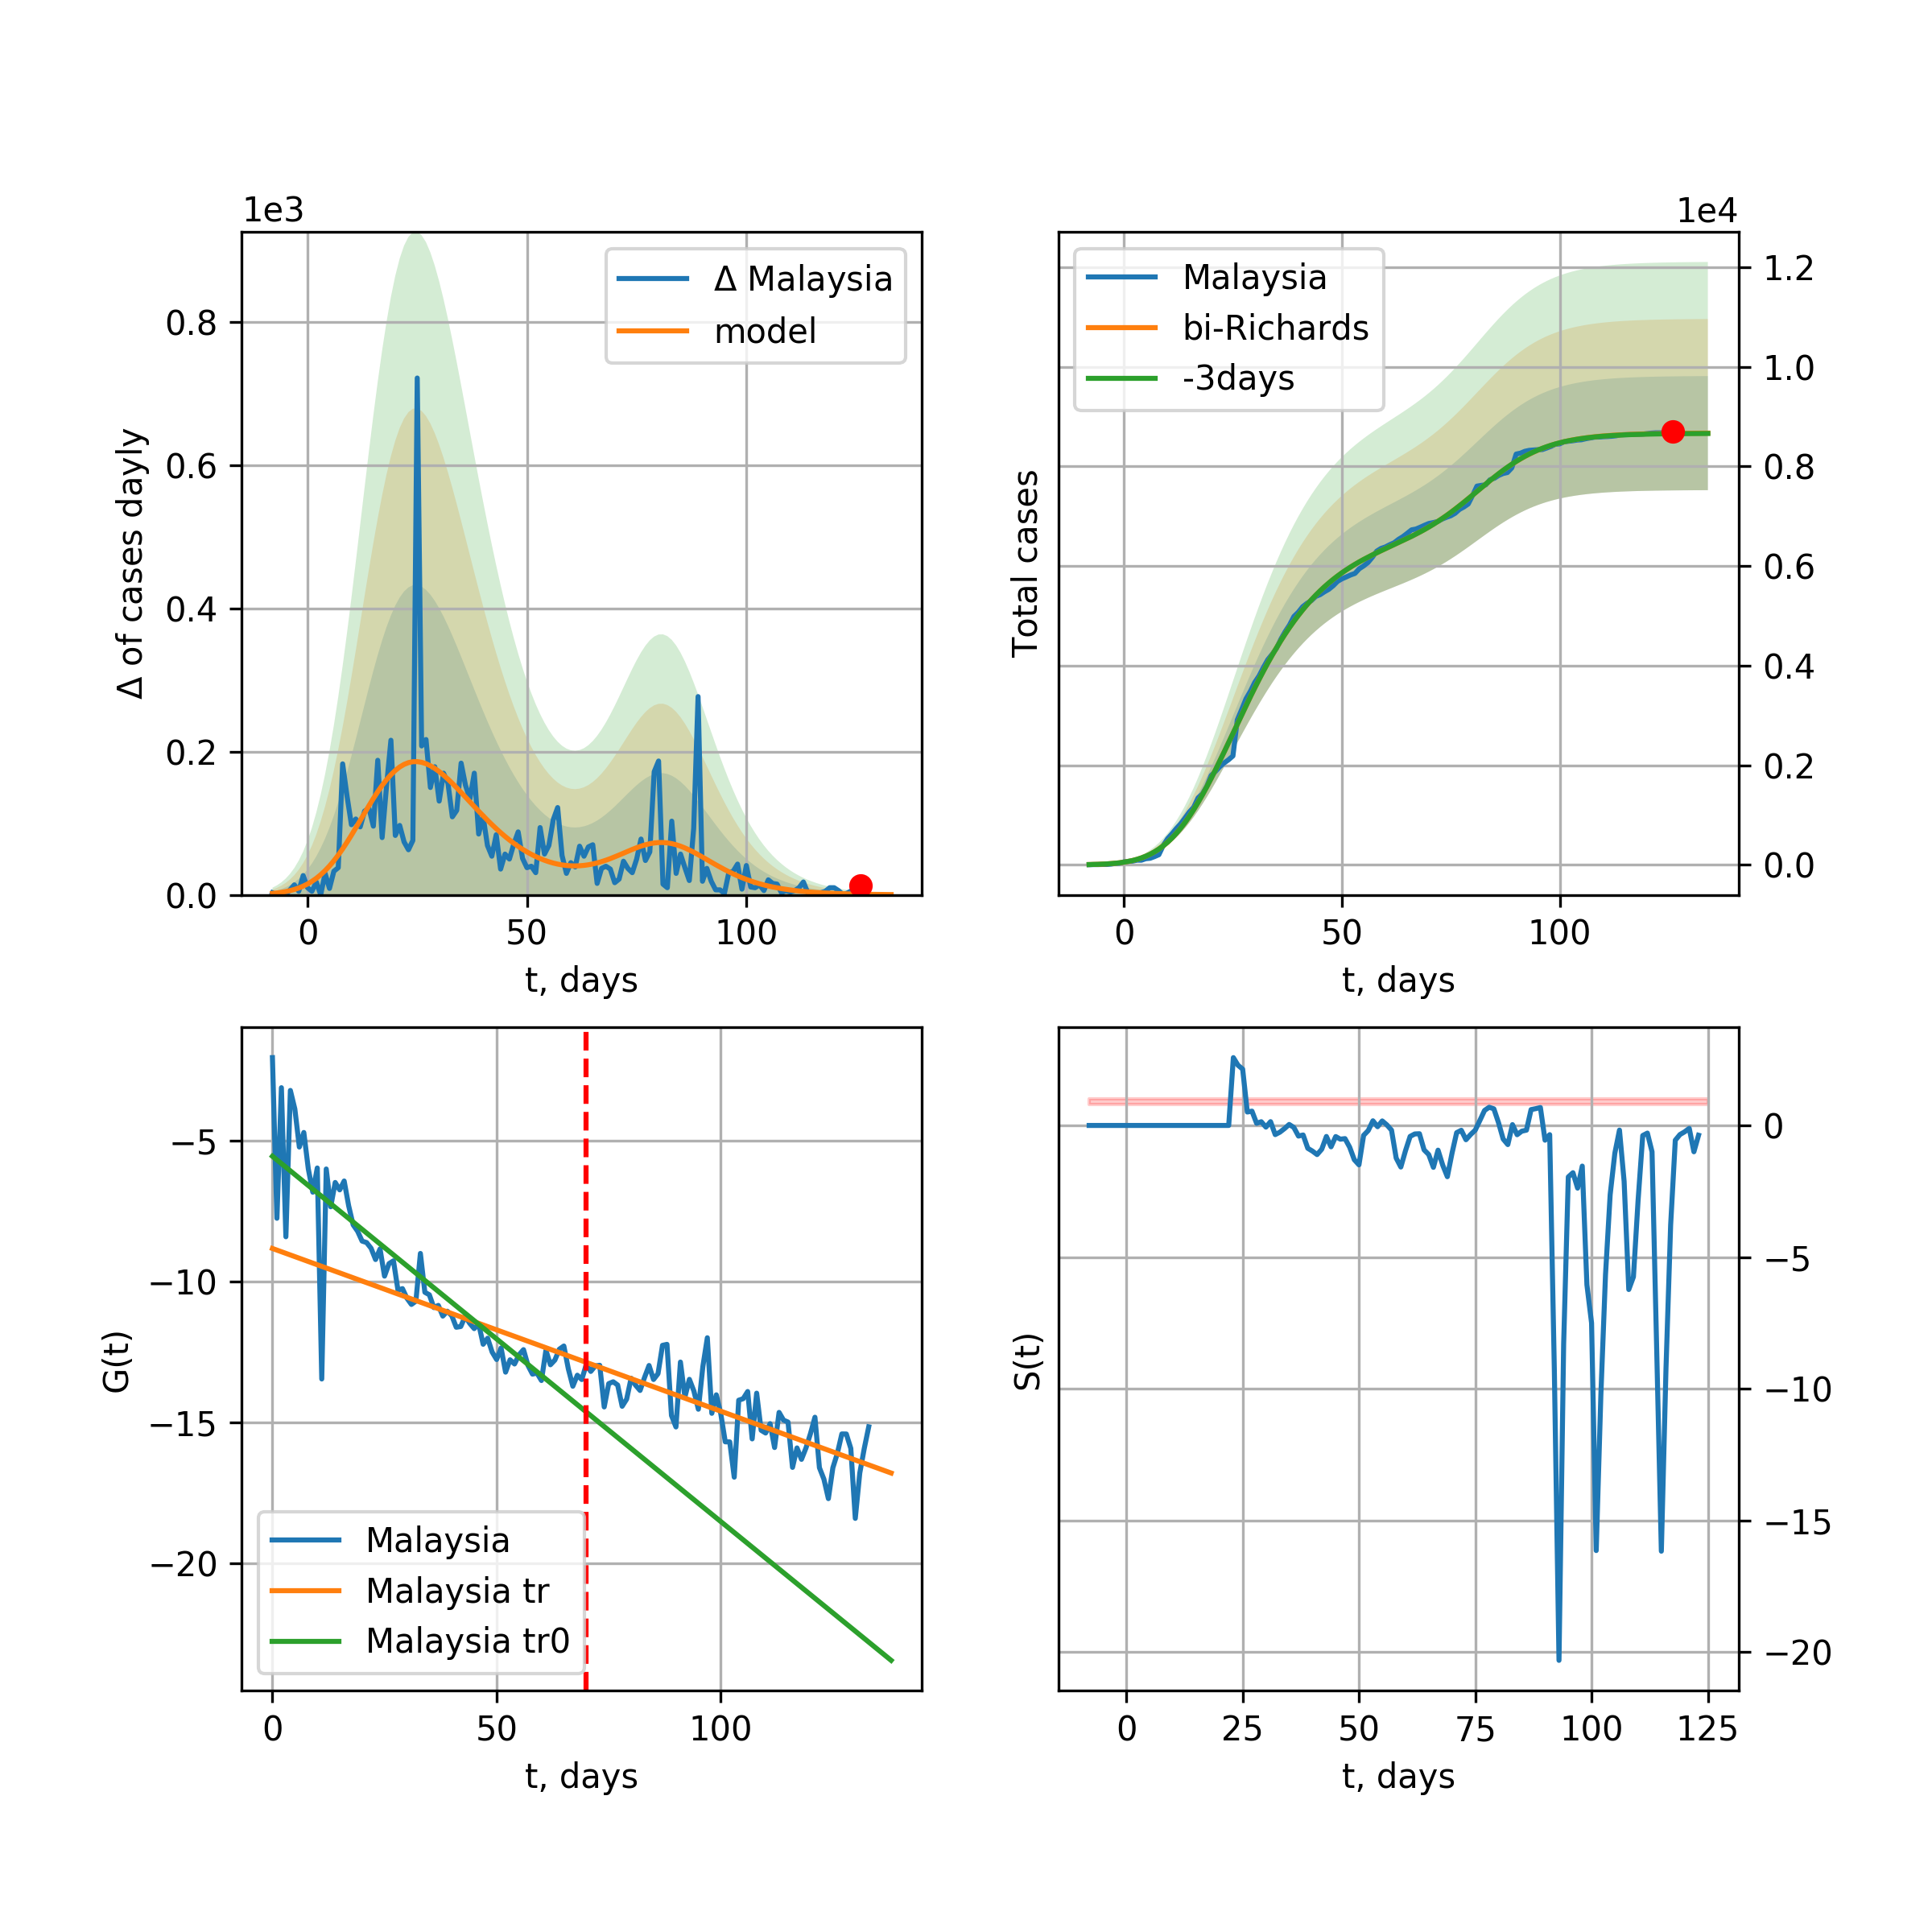 1e3
Δ Malaysia
model
0.8
0.6
0.4
0.2
0.0
Δ of cases dayly
0 50 100
t, days
1e4
Malaysia
bi-Richards
-3days
Total cases
1.2
1.0
0.8
0.6
0.4
0.2
0.0
0 50 100
t, days
−5
−10
−15
−20
G(t)
Malaysia
Malaysia tr
Malaysia tr0
0 50 100
t, days
S(t)
0
−5
−10
−15
−20
0 25 50 75 100 125
t, days